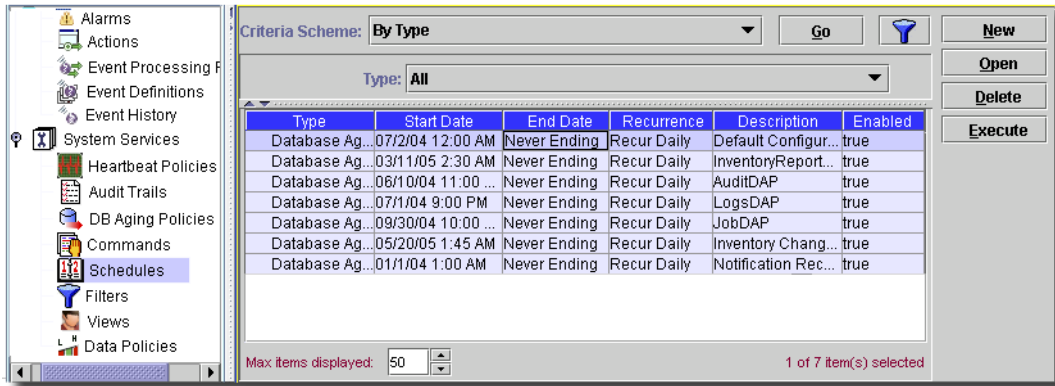 Alarms
Actions
Event Processing
Event Definitions
Event History
System Services
Heartbeat Policies
Audit Trails
DB Aging Policies
Commands
Schedules
Filters
Views
Data Policies
Criteria Scheme: By Type Go
Type: All
Type Start Date End Date Recurrence Description Enabled
Database Ag... 07/2/04 12:00 AM Never Ending Recur Daily Default Configur... true
Database Ag... 03/11/05 2:30 AM Never Ending Recur Daily InventoryReport... true
Database Ag... 06/10/04 11:00 ... Never Ending Recur Daily AuditDAP true
Database Ag... 07/1/04 9:00 PM Never Ending Recur Daily LogsDAP true
Database Ag... 09/30/04 10:00 ... Never Ending Recur Daily JobDAP true
Database Ag... 05/20/05 1:45 AM Never Ending Recur Daily Inventory Chang... true
Database Ag... 01/1/04 1:00 AM Never Ending Recur Daily Notification Rec... true
Max items displayed: 50 1 of 7 item(s) selected
New
Open
Delete
Execute